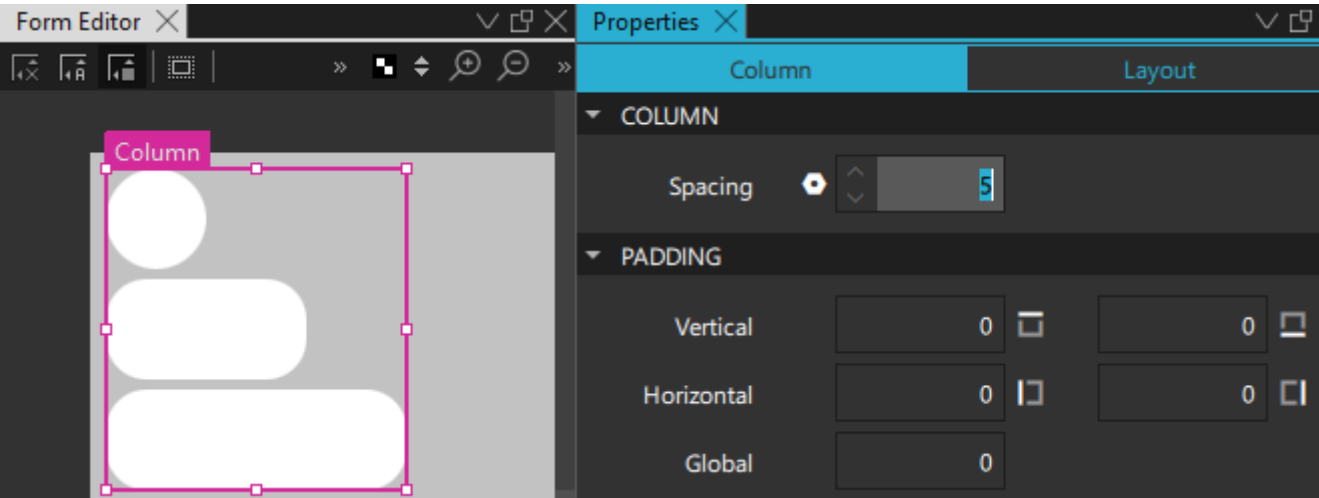 Form Editor
Properties
Column
Layout
COLUMN
Column
Spacing 5
PADDING
Vertical 0 0
Horizontal 0 0
Global 0